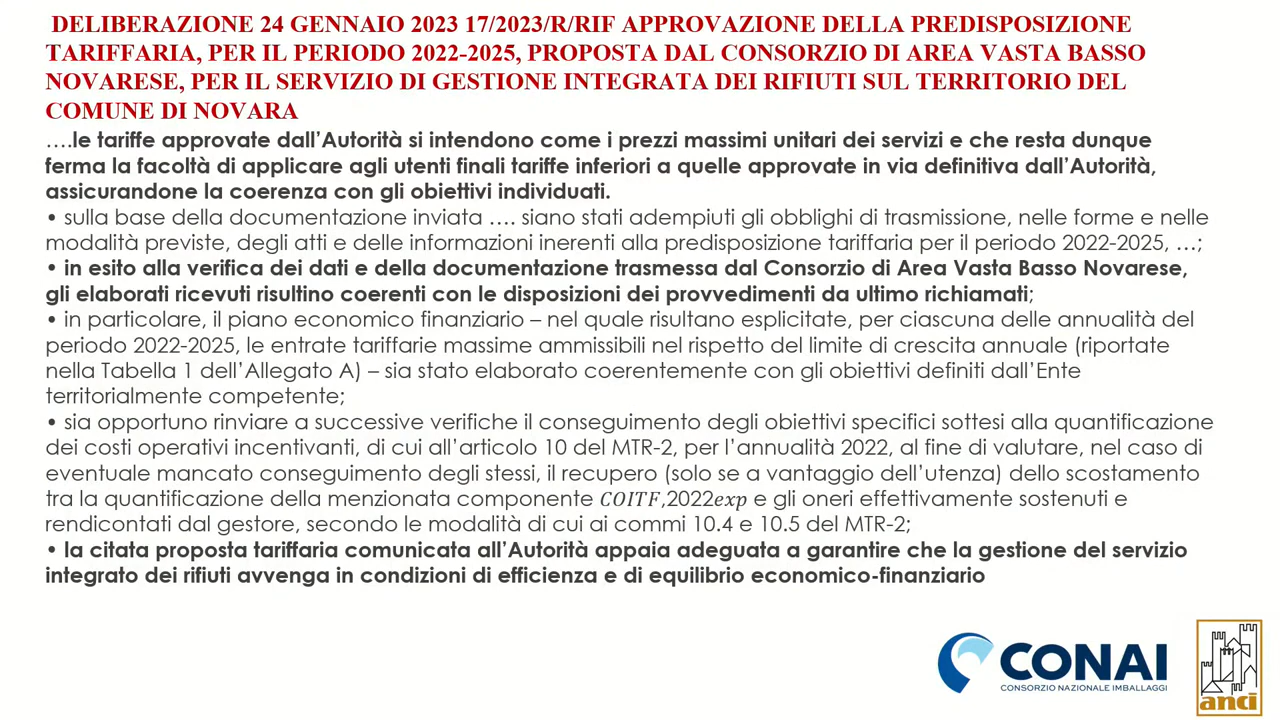 DELIBERAZIONE 24 GENNAIO 2023 17/2023/R/RIF APPROVAZIONE DELLA PREDISPOSIZIONE
TARIFFARIA, PER IL PERIODO 2022-2025, PROPOSTA DAL CONSORZIO DI AREA VASTA BASSO
NOVARESE, PER IL SERVIZIO DI GESTIONE INTEGRATA DEI RIFIUTI SUL TERRITORIO DEL
COMUNE DI NOVARA
….le tariffe approvate dall’Autorità si intendono come i prezzi massimi unitari dei servizi e che resta dunque
ferma la facoltà di applicare agli utenti finali tariffe inferiori a quelle approvate in via definitiva dall’Autorità,
assicurandone la coerenza con gli obiettivi individuati.
• sulla base della documentazione inviata …. siano stati adempiuti gli obblighi di trasmissione, nelle forme e nelle
modalità previste, degli atti e delle informazioni inerenti alla predisposizione tariffaria per il periodo 2022-2025, …;
• in esito alla verifica dei dati e della documentazione trasmessa dal Consorzio di Area Vasta Basso Novarese,
gli elaborati ricevuti risultino coerenti con le disposizioni dei provvedimenti da ultimo richiamati;
• in particolare, il piano economico finanziario – nel quale risultano esplicitate, per ciascuna delle annualità del
periodo 2022-2025, le entrate tariffarie massime ammissibili nel rispetto del limite di crescita annuale (riportate
nella Tabella 1 dell’Allegato A) – sia stato elaborato coerentemente con gli obiettivi definiti dall’Ente
territorialmente competente;
• sia opportuno rinviare a successive verifiche il conseguimento degli obiettivi specifici sottesi alla quantificazione
dei costi operativi incentivanti, di cui all’articolo 10 del MTR-2, per l’annualità 2022, al fine di valutare, nel caso di
eventuale mancato conseguimento degli stessi, il recupero (solo se a vantaggio dell’utenza) dello scostamento
tra la quantificazione della menzionata componente 𝐶𝑂𝐼𝑇𝐹,2022𝑒𝑥𝑝 e gli oneri effettivamente sostenuti e
rendicontati dal gestore, secondo le modalità di cui ai commi 10.4 e 10.5 del MTR-2;
• la citata proposta tariffaria comunicata all’Autorità appaia adeguata a garantire che la gestione del servizio
integrato dei rifiuti avvenga in condizioni di efficienza e di equilibrio economico-finanziario
CONAI
CONSORZIO NAZIONALE IMBALLAGGI
anci